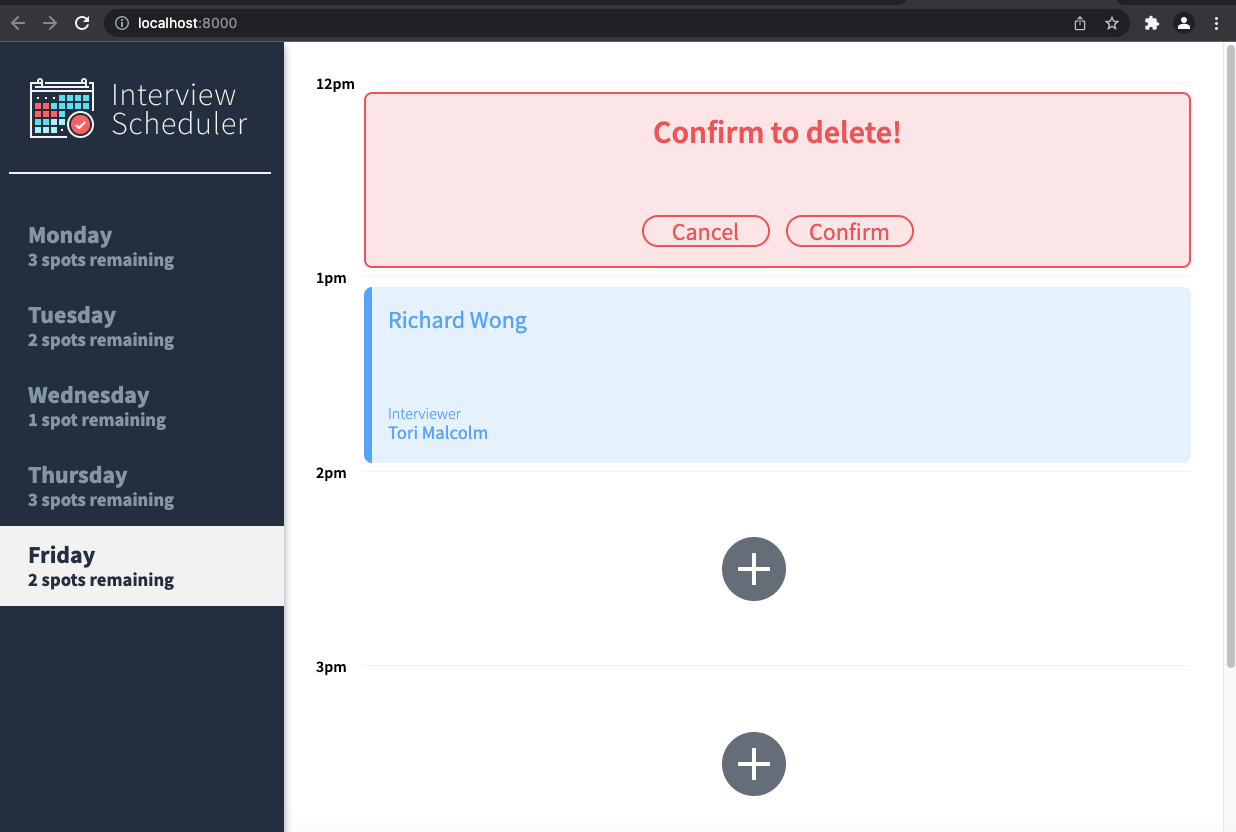 localhost:8000
Interview
Scheduler
Monday
3 spots remaining
Tuesday
2 spots remaining
Wednesday
1 spot remaining
Thursday
3 spots remaining
Friday
2 spots remaining
12pm
Confirm to delete!
Cancel Confirm
1pm
Richard Wong
Interviewer
Tori Malcolm
2pm
3pm